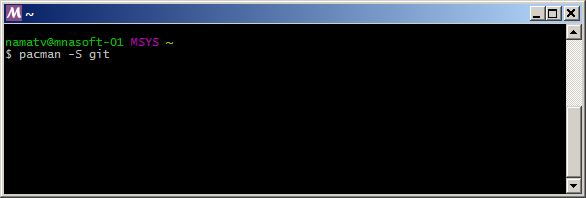 M ~
namatv@mnasoft-01 MSYS ~
$ pacman -S git